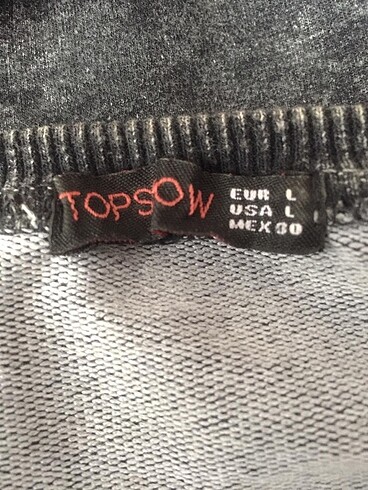 TOPSOW
EUR L
USA L
MEX 30